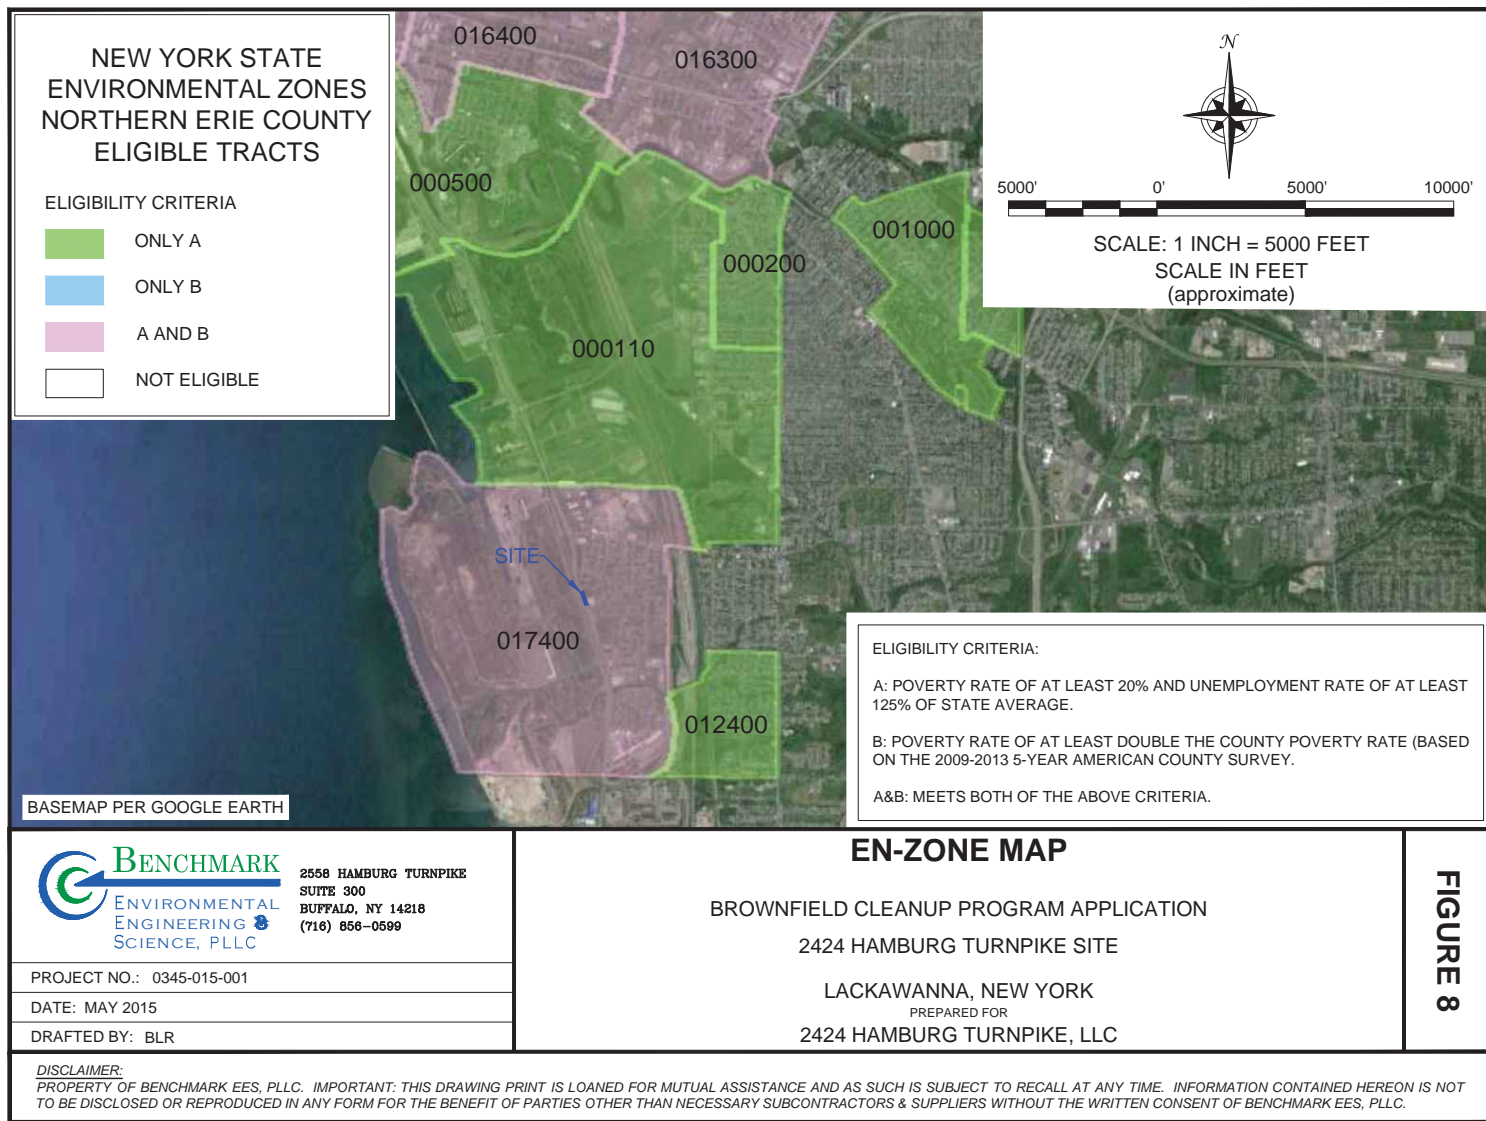 NEW YORK STATE
ENVIRONMENTAL ZONES
NORTHERN ERIE COUNTY
ELIGIBLE TRACTS
ELIGIBILITY CRITERIA
ONLY A
ONLY B
A AND B
NOT ELIGIBLE
016400
016300
000500
001000
000200
000110
SITE
017400
012400
N
5000' 0' 5000' 10000'
SCALE: 1 INCH = 5000 FEET
SCALE IN FEET
(approximate)
ELIGIBILITY CRITERIA:
A: POVERTY RATE OF AT LEAST 20% AND UNEMPLOYMENT RATE OF AT LEAST
125% OF STATE AVERAGE.
B: POVERTY RATE OF AT LEAST DOUBLE THE COUNTY POVERTY RATE (BASED
ON THE 2009-2013 5-YEAR AMERICAN COUNTY SURVEY.
A&B: MEETS BOTH OF THE ABOVE CRITERIA.
BASEMAP PER GOOGLE EARTH
BENCHMARK
ENVIRONMENTAL
ENGINEERING &
SCIENCE, PLLC
2558 HAMBURG TURNPIKE
SUITE 300
BUFFALO, NY 14218
(716) 856-0599
PROJECT NO.: 0345-015-001
DATE: MAY 2015
DRAFTED BY: BLR
EN-ZONE MAP
BROWNFIELD CLEANUP PROGRAM APPLICATION
2424 HAMBURG TURNPIKE SITE
LACKAWANNA, NEW YORK
PREPARED FOR
2424 HAMBURG TURNPIKE, LLC
FIGURE 8
DISCLAIMER:
PROPERTY OF BENCHMARK EES, PLLC. IMPORTANT: THIS DRAWING PRINT IS LOANED FOR MUTUAL ASSISTANCE AND AS SUCH IS SUBJECT TO RECALL AT ANY TIME. INFORMATION CONTAINED HEREON IS NOT
TO BE DISCLOSED OR REPRODUCED IN ANY FORM FOR THE BENEFIT OF PARTIES OTHER THAN NECESSARY SUBCONTRACTORS & SUPPLIERS WITHOUT THE WRITTEN CONSENT OF BENCHMARK EES, PLLC.